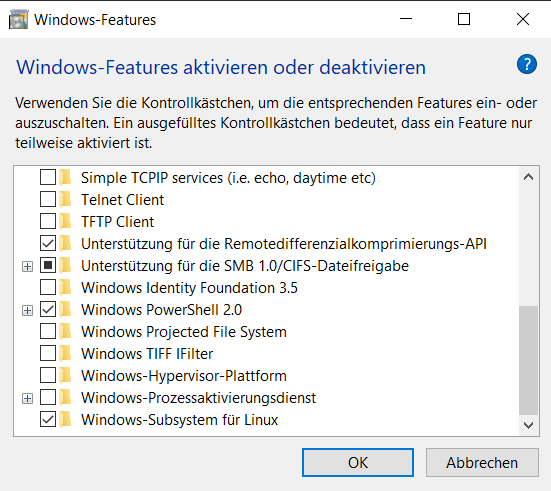 Windows-Features
Windows-Features aktivieren oder deaktivieren
?
Verwenden Sie die Kontrollkästchen, um die entsprechenden Features ein- oder
auszuschalten. Ein ausgefülltes Kontrollkästchen bedeutet, dass ein Feature nur
teilweise aktiviert ist.
Simple TCPIP services (i.e. echo, daytime etc)
Telnet Client
TFTP Client
Unterstützung für die Remotedifferenzialkomprimierungs-API
Unterstützung für die SMB 1.0/CIFS-Dateifreigabe
Windows Identity Foundation 3.5
Windows PowerShell 2.0
Windows Projected File System
Windows TIFF IFilter
Windows-Hypervisor-Plattform
Windows-Prozessaktivierungsdienst
Windows-Subsystem für Linux
OK
Abbrechen